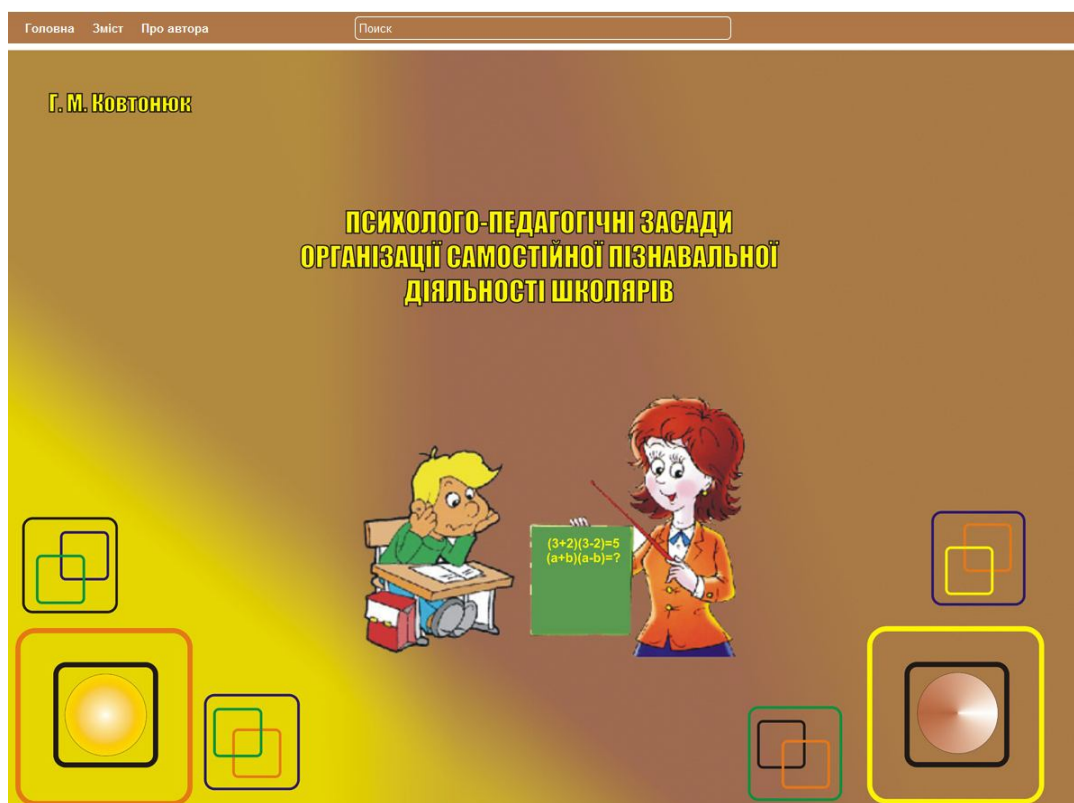 Головна Зміст Про автора Поиск
Г. М. Ковтонюк
ПСИХОЛОГО-ПЕДАГОГІЧНІ ЗАСАДИ
ОРГАНІЗАЦІЇ САМОСТІЙНОЇ ПІЗНАВАЛЬНОЇ
ДІЯЛЬНОСТІ ШКОЛЯРІВ
(3+2)(3-2)=5
(a+b)(a-b)=?